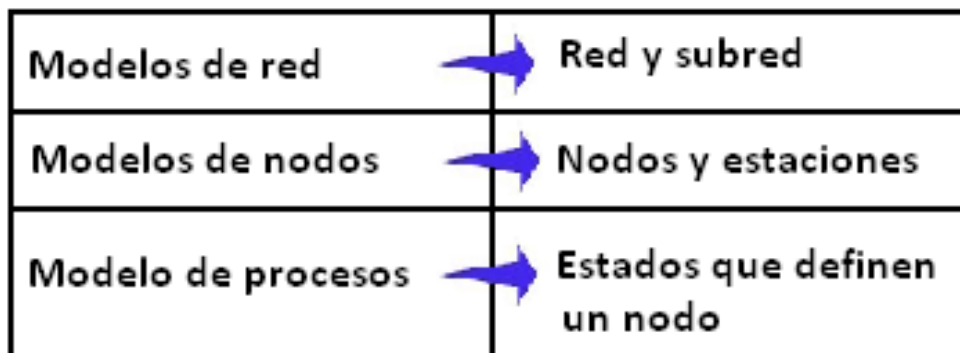 Modelos de red
Red y subred
Modelos de nodos
Nodos y estaciones
Modelo de procesos
Estados que definen
un nodo